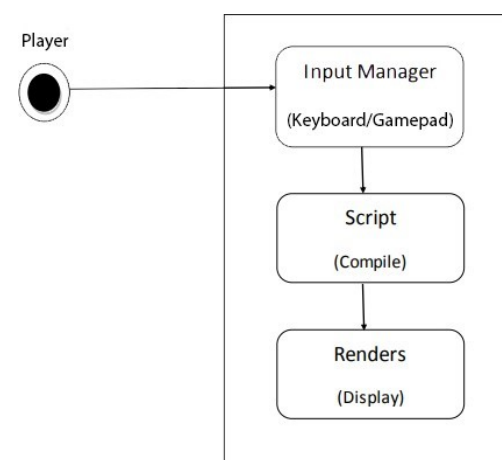 Player
Input Manager
(Keyboard/Gamepad)
Script
(Compile)
Renders
(Display)